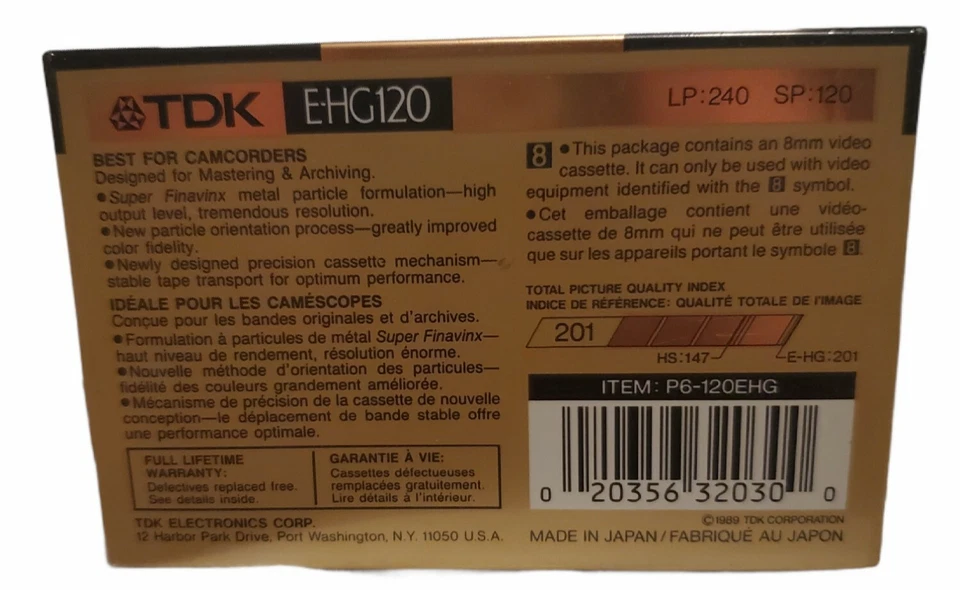 TDK E-HG120 LP:240 SP:120
BEST FOR CAMCORDERS
Designed for Mastering & Archiving.
●Super Finavinx metal particle formulation—high
output level, tremendous resolution.
●New particle orientation process—greatly improved
color fidelity.
●Newly designed precision cassette mechanism—
stable tape transport for optimum performance.
IDÉALE POUR LES CAMÉSCOPES
Conçue pour les bandes originales et d'archives.
●Formulation à particules de métal Super Finavinx—
haut niveau de rendement, résolution énorme.
●Nouvelle méthode d'orientation des particules—
fidélité des couleurs grandement améliorée.
●Mécanisme de précision de la cassette de nouvelle
conception—le déplacement de bande stable offre
une performance optimale.
FULL LIFETIME
WARRANTY:
Defectives replaced free.
See details inside.
GARANTIE À VIE:
Cassettes défectueuses
remplacées gratuitement.
Lire détails à l'intérieur.
TDK ELECTRONICS CORP.
12 Harbor Park Drive, Port Washington, N.Y. 11050 U.S.A.
8 ●This package contains an 8mm video
cassette. It can only be used with video
equipment identified with the 8 symbol.
●Cet emballage contient une vidéo-
cassette de 8mm qui ne peut être utilisée
que sur les appareils portant le symbole 8.
TOTAL PICTURE QUALITY INDEX
INDICE DE RÉFÉRENCE: QUALITÉ TOTALE DE l'IMAGE
201
HS:147 E-HG:201
ITEM: P6-120EHG
0 20356 32030 0
©1989 TDK CORPORATION
MADE IN JAPAN / FABRIQUÉ AU JAPON